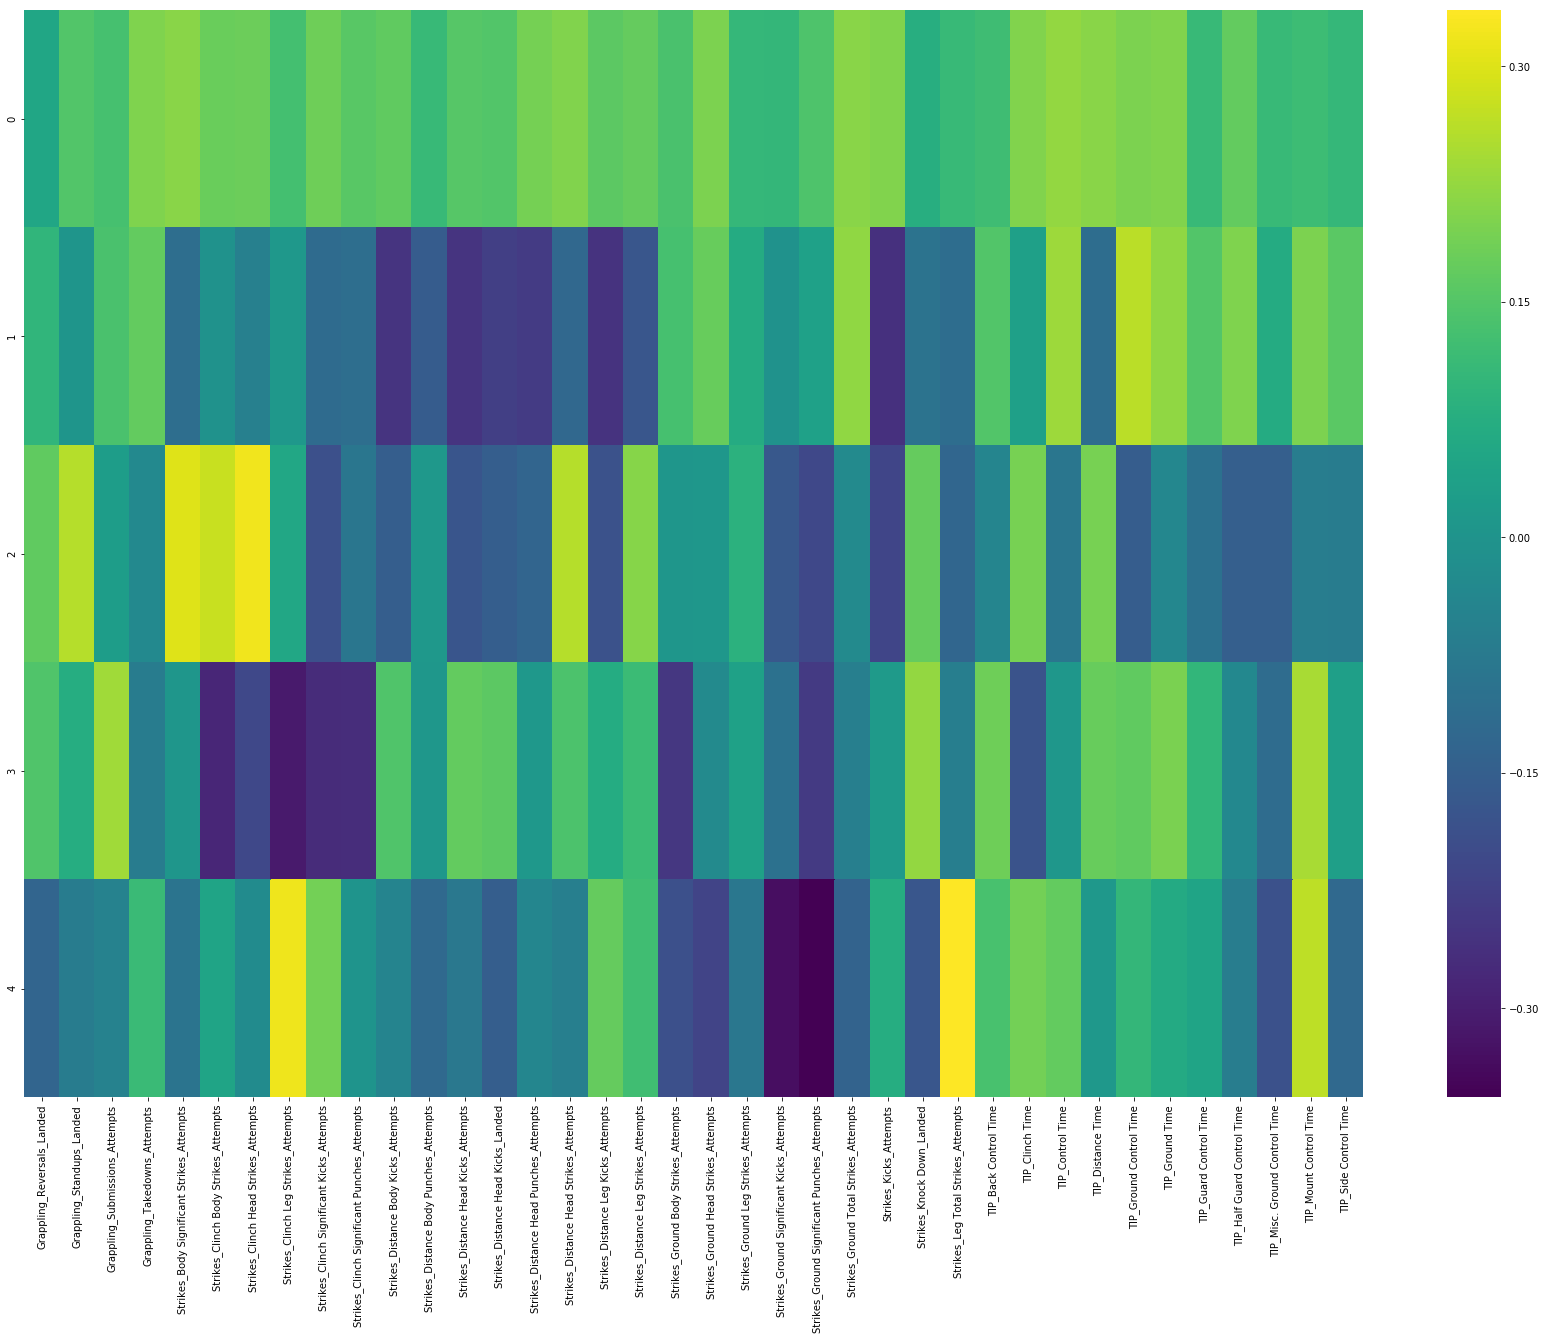 0
1
2
3
4
0.30
0.15
0.00
−0.15
−0.30
Grappling_Reversals_Landed
Grappling_Standups_Landed
Grappling_Submissions_Attempts
Grappling_Takedowns_Attempts
Strikes_Body Significant Strikes_Attempts
Strikes_Clinch Body Strikes_Attempts
Strikes_Clinch Head Strikes_Attempts
Strikes_Clinch Leg Strikes_Attempts
Strikes_Clinch Significant Kicks_Attempts
Strikes_Clinch Significant Punches_Attempts
Strikes_Distance Body Kicks_Attempts
Strikes_Distance Body Punches_Attempts
Strikes_Distance Head Kicks_Attempts
Strikes_Distance Head Kicks_Landed
Strikes_Distance Head Punches_Attempts
Strikes_Distance Head Strikes_Attempts
Strikes_Distance Leg Kicks_Attempts
Strikes_Distance Leg Strikes_Attempts
Strikes_Ground Body Strikes_Attempts
Strikes_Ground Head Strikes_Attempts
Strikes_Ground Leg Strikes_Attempts
Strikes_Ground Significant Kicks_Attempts
Strikes_Ground Significant Punches_Attempts
Strikes_Ground Total Strikes_Attempts
Strikes_Kicks_Attempts
Strikes_Knock Down_Landed
Strikes_Leg Total Strikes_Attempts
TIP_Back Control Time
TIP_Clinch Time
TIP_Control Time
TIP_Distance Time
TIP_Ground Control Time
TIP_Ground Time
TIP_Guard Control Time
TIP_Half Guard Control Time
TIP_Misc. Ground Control Time
TIP_Mount Control Time
TIP_Side Control Time